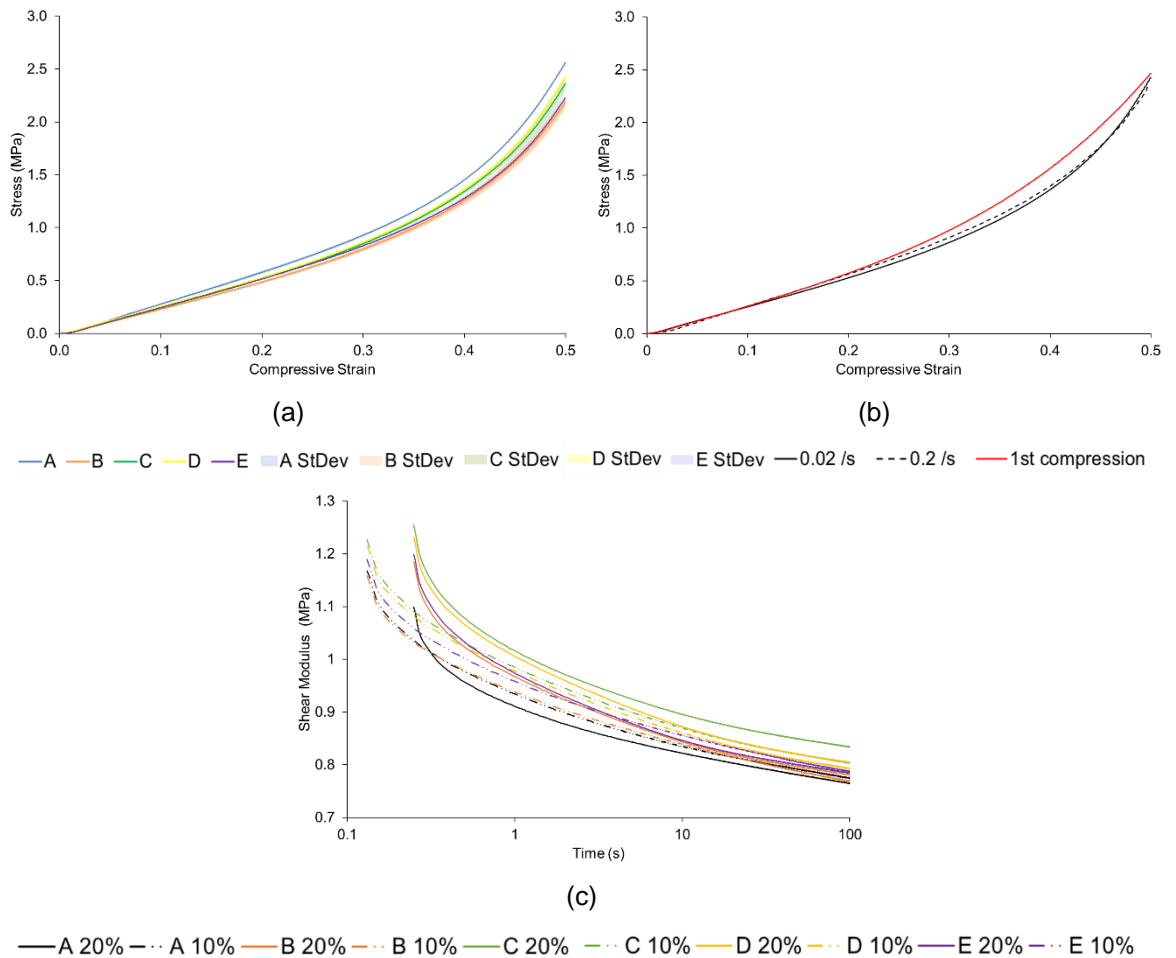 3.0
2.5
2.0
1.5
1.0
0.5
0.0
Stress (MPa)
0.0 0.1 0.2 0.3 0.4 0.5
Compressive Strain
(a)
3.0
2.5
2.0
1.5
1.0
0.5
0.0
Stress (MPa)
0 0.1 0.2 0.3 0.4 0.5
Compressive Strain
(b)
A B C D E A StDev B StDev C StDev D StDev E StDev 0.02 /s 0.2 /s 1st compression
1.3
1.2
1.1
1
0.9
0.8
0.7
Shear Modulus (MPa)
0.1 1 10 100
Time (s)
(c)
A 20% A 10% B 20% B 10% C 20% C 10% D 20% D 10% E 20% E 10%